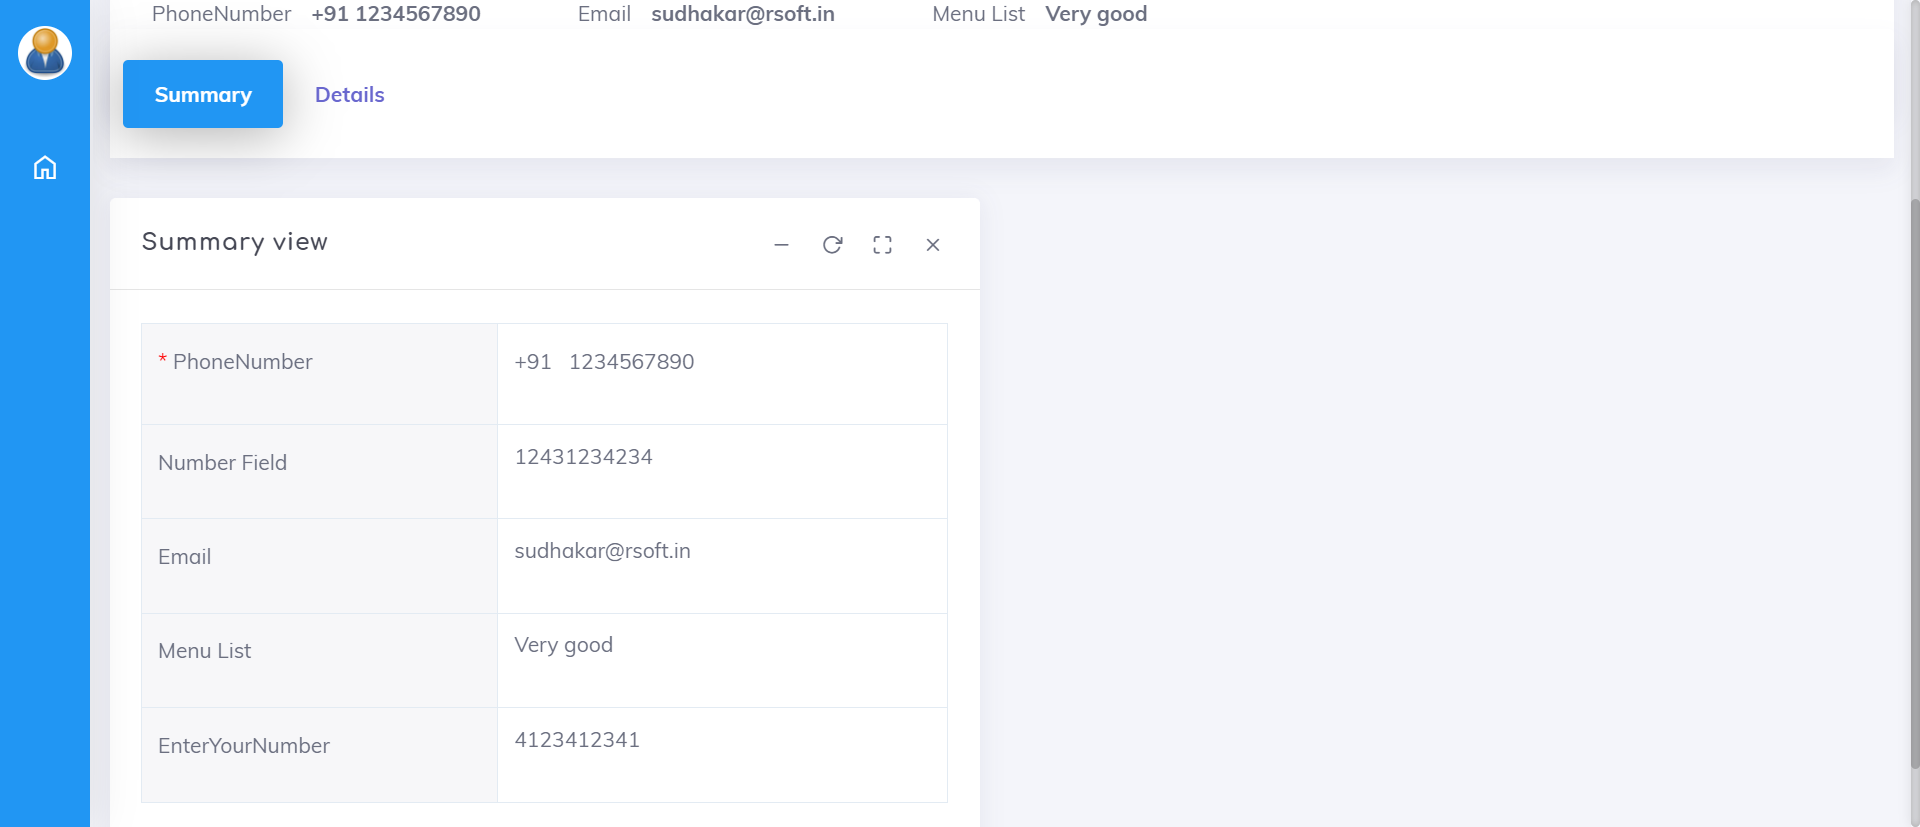 PhoneNumber +91 1234567890 Email sudhakar@rsoft.in Menu List Very good
Summary Details
Summary view
* PhoneNumber +91 1234567890
Number Field 12431234234
Email sudhakar@rsoft.in
Menu List Very good
EnterYourNumber 4123412341